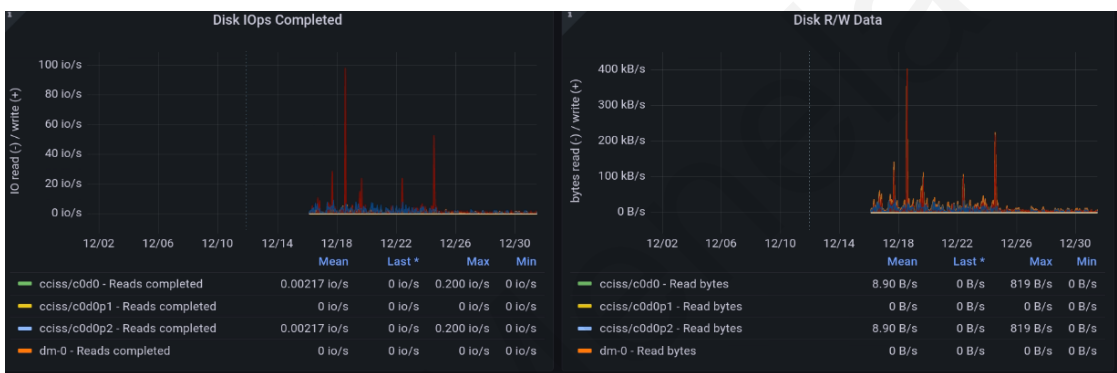 Disk IOps Completed
IO read (-) / write (+)
100 io/s
80 io/s
60 io/s
40 io/s
20 io/s
0 io/s
12/02 12/06 12/10 12/14 12/18 12/22 12/26 12/30
Mean Last * Max Min
cciss/c0d0 - Reads completed 0.00217 io/s 0 io/s 0.200 io/s 0 io/s
cciss/c0d0p1 - Reads completed 0 io/s 0 io/s 0 io/s 0 io/s
cciss/c0d0p2 - Reads completed 0.00217 io/s 0 io/s 0.200 io/s 0 io/s
dm-0 - Reads completed 0 io/s 0 io/s 0 io/s 0 io/s
Disk R/W Data
bytes read (-) / write (+)
400 kB/s
300 kB/s
200 kB/s
100 kB/s
0 B/s
12/02 12/06 12/10 12/14 12/18 12/22 12/26 12/30
Mean Last * Max Min
cciss/c0d0 - Read bytes 8.90 B/s 0 B/s 819 B/s 0 B/s
cciss/c0d0p1 - Read bytes 0 B/s 0 B/s 0 B/s 0 B/s
cciss/c0d0p2 - Read bytes 8.90 B/s 0 B/s 819 B/s 0 B/s
dm-0 - Read bytes 0 B/s 0 B/s 0 B/s 0 B/s